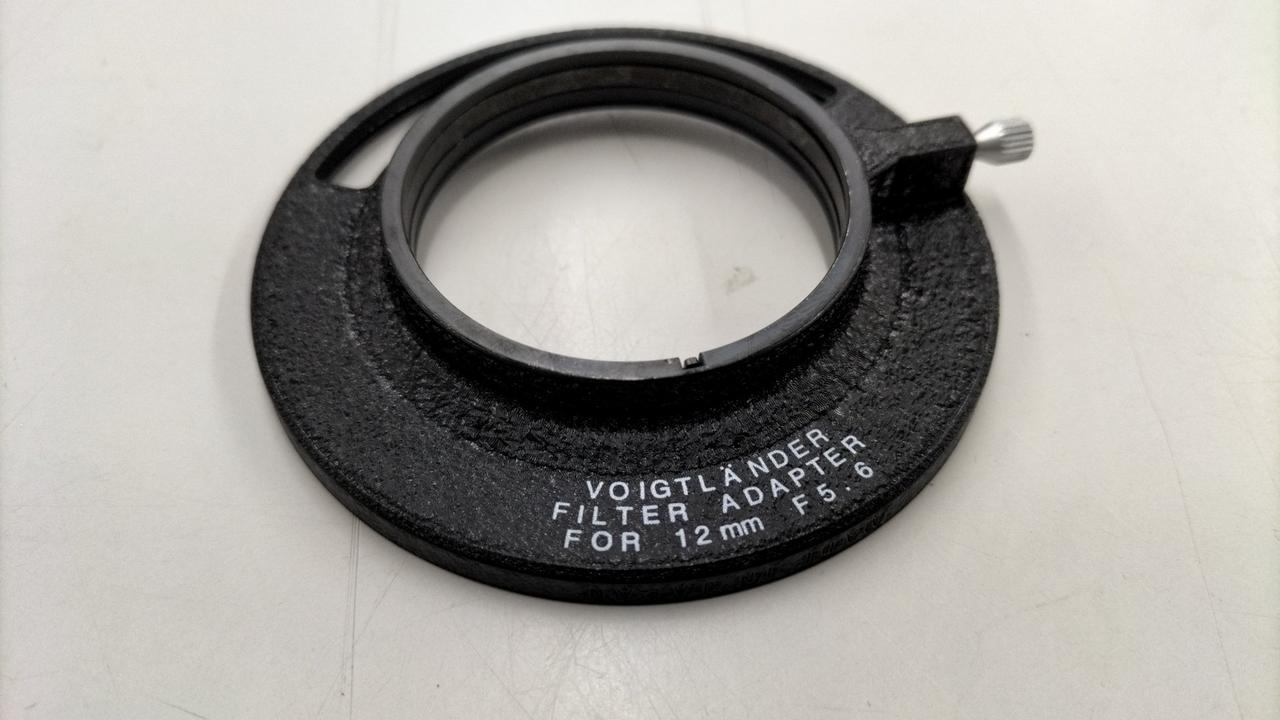 VOIGTLÄNDER
FILTER ADAPTER
FOR 12mm F5.6